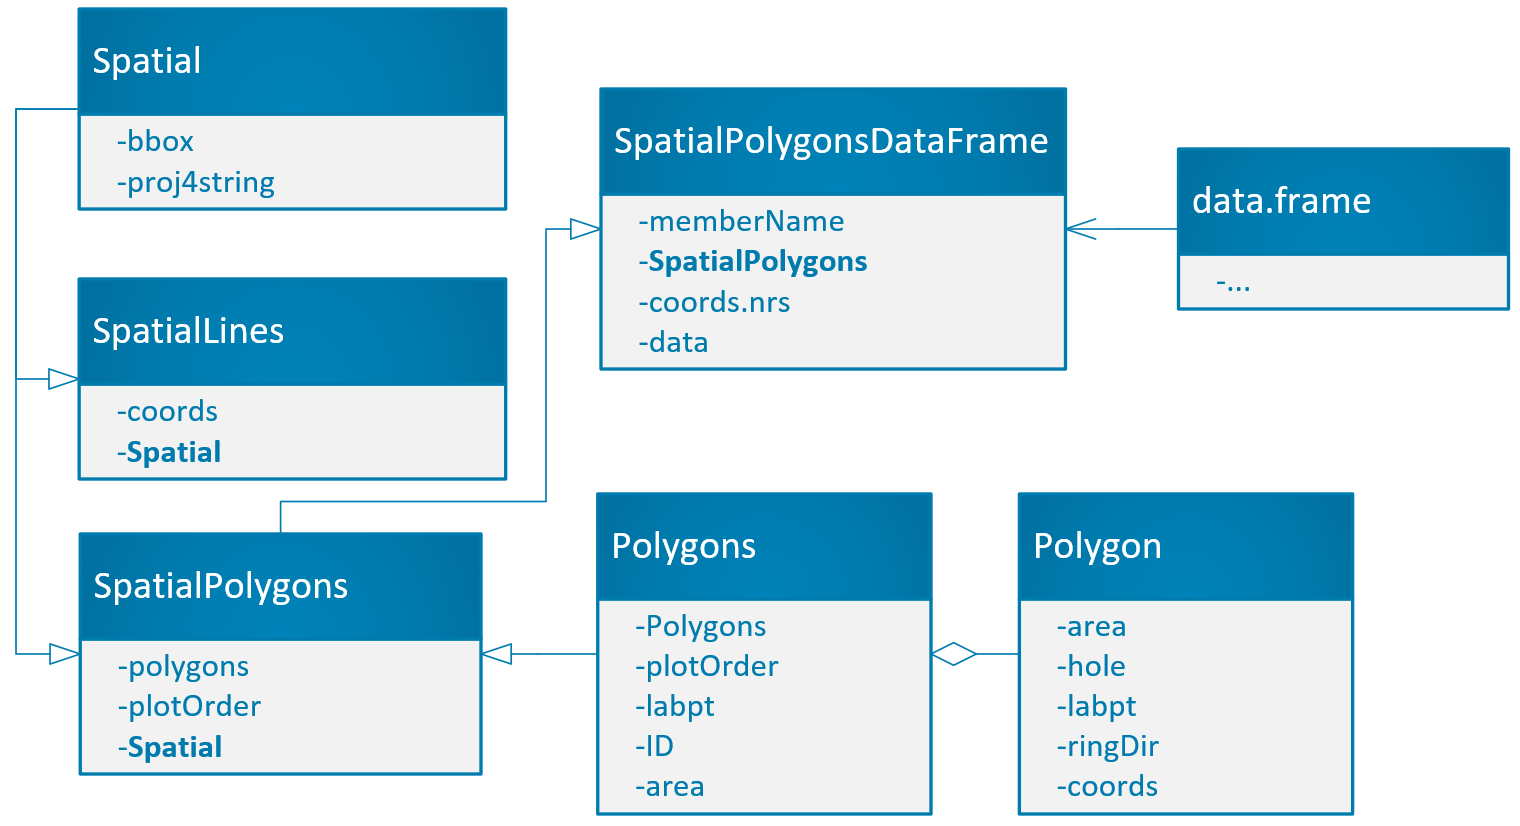 Spatial
-bbox
-proj4string
SpatialLines
-coords
-Spatial
SpatialPolygons
-polygons
-plotOrder
-Spatial
SpatialPolygonsDataFrame
-memberName
-SpatialPolygons
-coords.nrs
-data
data.frame
-...
Polygons
-Polygons
-plotOrder
-labpt
-ID
-area
Polygon
-area
-hole
-labpt
-ringDir
-coords